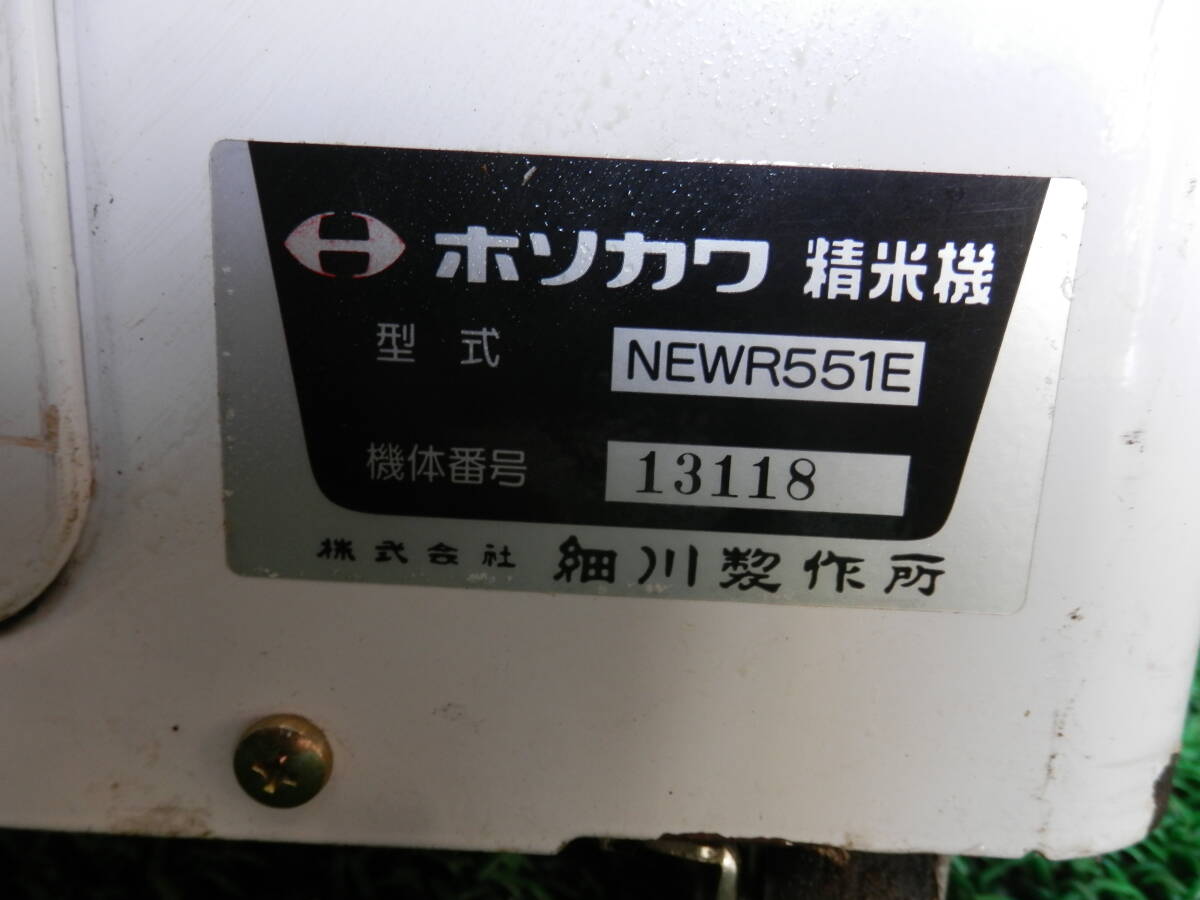 ホソカワ 精米機
型式 NEWR551E
機体番号 13118
株式会社 細川製作所